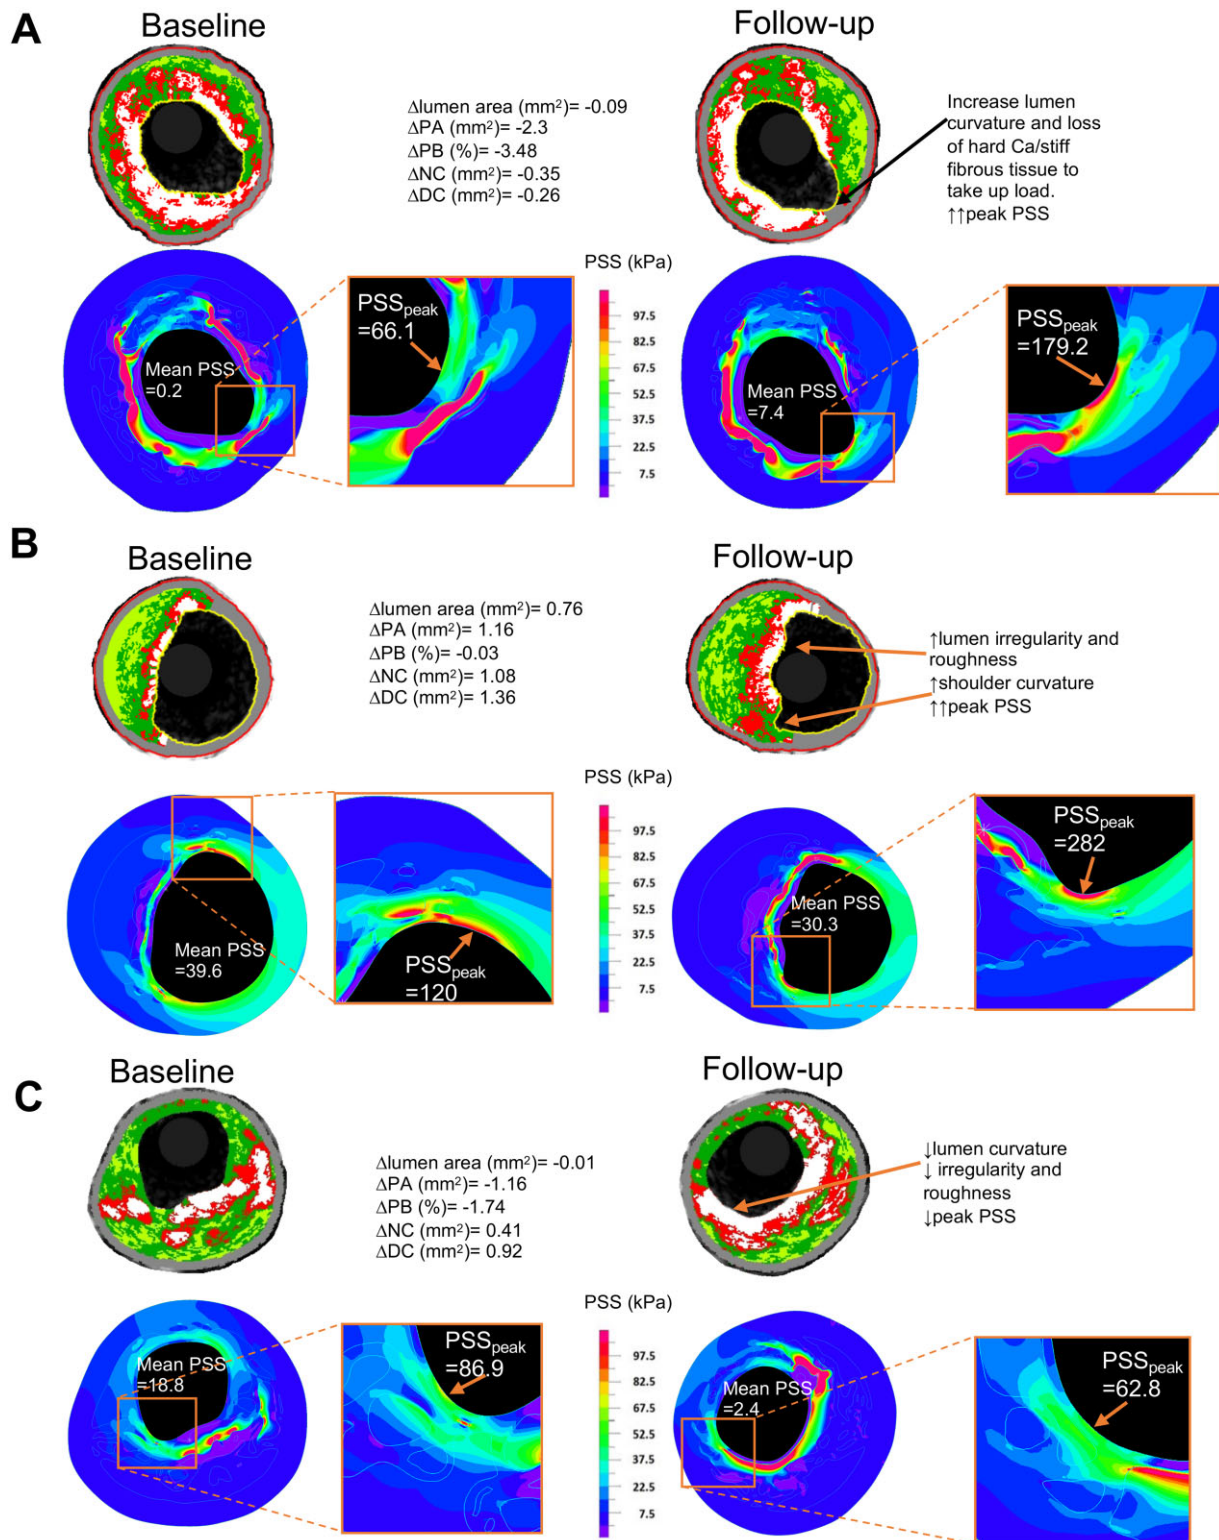 A
Baseline
Follow-up
Δlumen area (mm²)= -0.09
ΔPA (mm²)= -2.3
ΔPB (%)= -3.48
ΔNC (mm²)= -0.35
ΔDC (mm²)= -0.26
Increase lumen
curvature and loss
of hard Ca/stiff
fibrous tissue to
take up load.
↑↑peak PSS
Mean PSS
=0.2
PSSpeak
=66.1
PSS (kPa)
97.5
82.5
67.5
52.5
37.5
22.5
7.5
Mean PSS
=7.4
PSSpeak
=179.2
B
Baseline
Follow-up
Δlumen area (mm²)= 0.76
ΔPA (mm²)= 1.16
ΔPB (%)= -0.03
ΔNC (mm²)= 1.08
ΔDC (mm²)= 1.36
↑lumen irregularity and
roughness
↑shoulder curvature
↑↑peak PSS
Mean PSS
=39.6
PSSpeak
=120
PSS (kPa)
97.5
82.5
67.5
52.5
37.5
22.5
7.5
Mean PSS
=30.3
PSSpeak
=282
C
Baseline
Follow-up
Δlumen area (mm²)= -0.01
ΔPA (mm²)= -1.16
ΔPB (%)= -1.74
ΔNC (mm²)= 0.41
ΔDC (mm²)= 0.92
↓lumen curvature
↓ irregularity and
roughness
↓peak PSS
Mean PSS
=18.8
PSSpeak
=86.9
PSS (kPa)
97.5
82.5
67.5
52.5
37.5
22.5
7.5
Mean PSS
=2.4
PSSpeak
=62.8